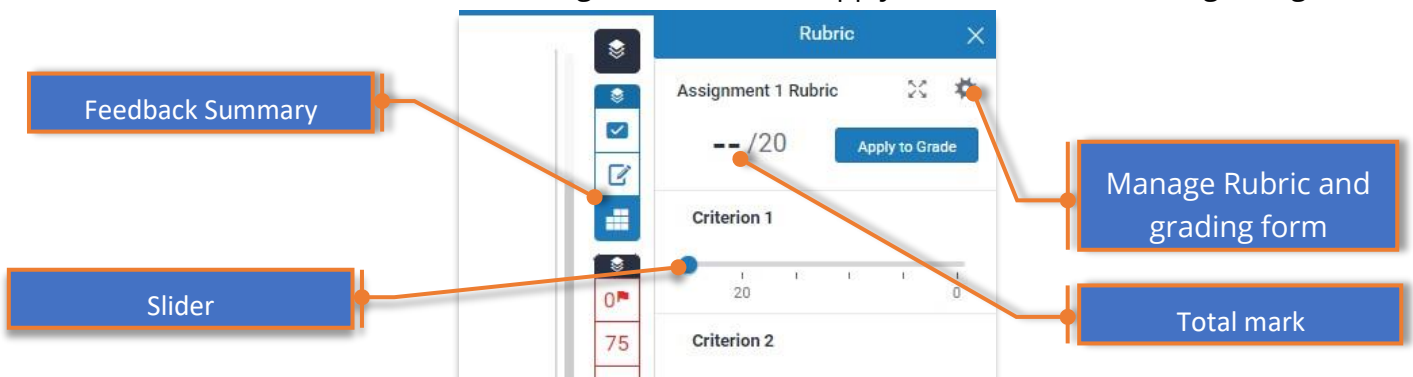 Rubric
Feedback Summary
Assignment 1 Rubric
--/20
Apply to Grade
Manage Rubric and
grading form
Criterion 1
20
0
Slider
0
75
Total mark
Criterion 2